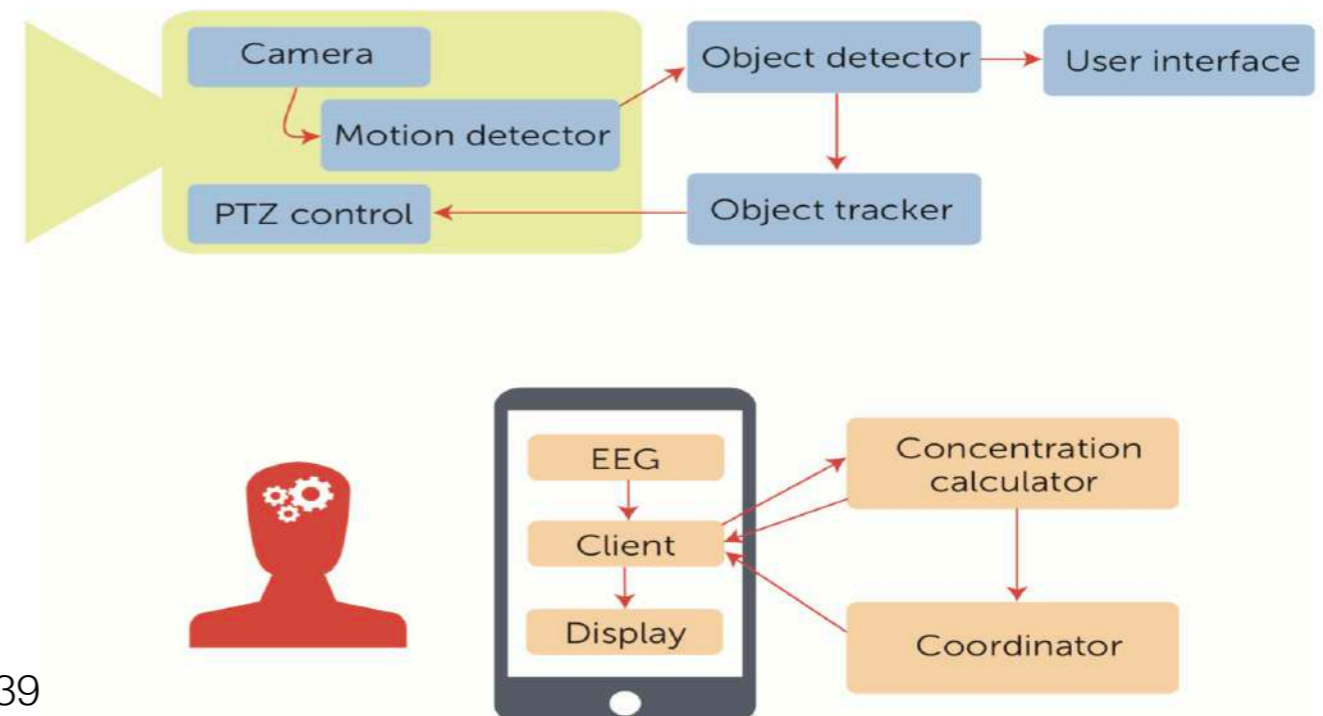 Camera
Object detector
User interface
Motion detector
PTZ control
Object tracker
EEG
Concentration
calculator
Client
Display
Coordinator
39